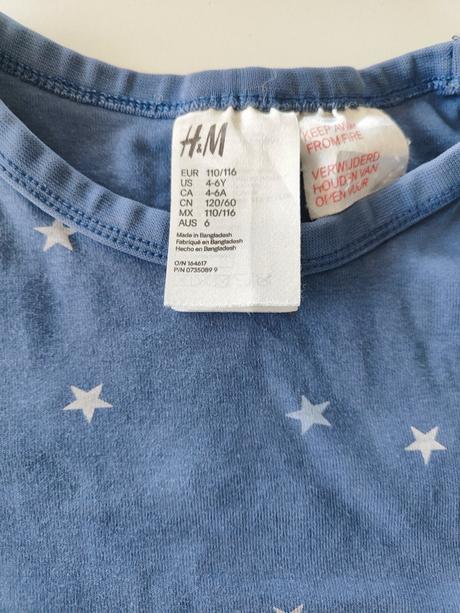 H&M
EUR 110/116
US 4-6Y
CA 4-6A
CN 120/60
MX 110/116
AUS 6
Made in Bangladesh
Fabriqué en Bangladesh
Hecho en Bangladesh
O/N 164617
P/N 0735089 9
KEEP AWAY
FROM FIRE
VERWIJDERD
HOUDEN VAN
OPEN VUUR